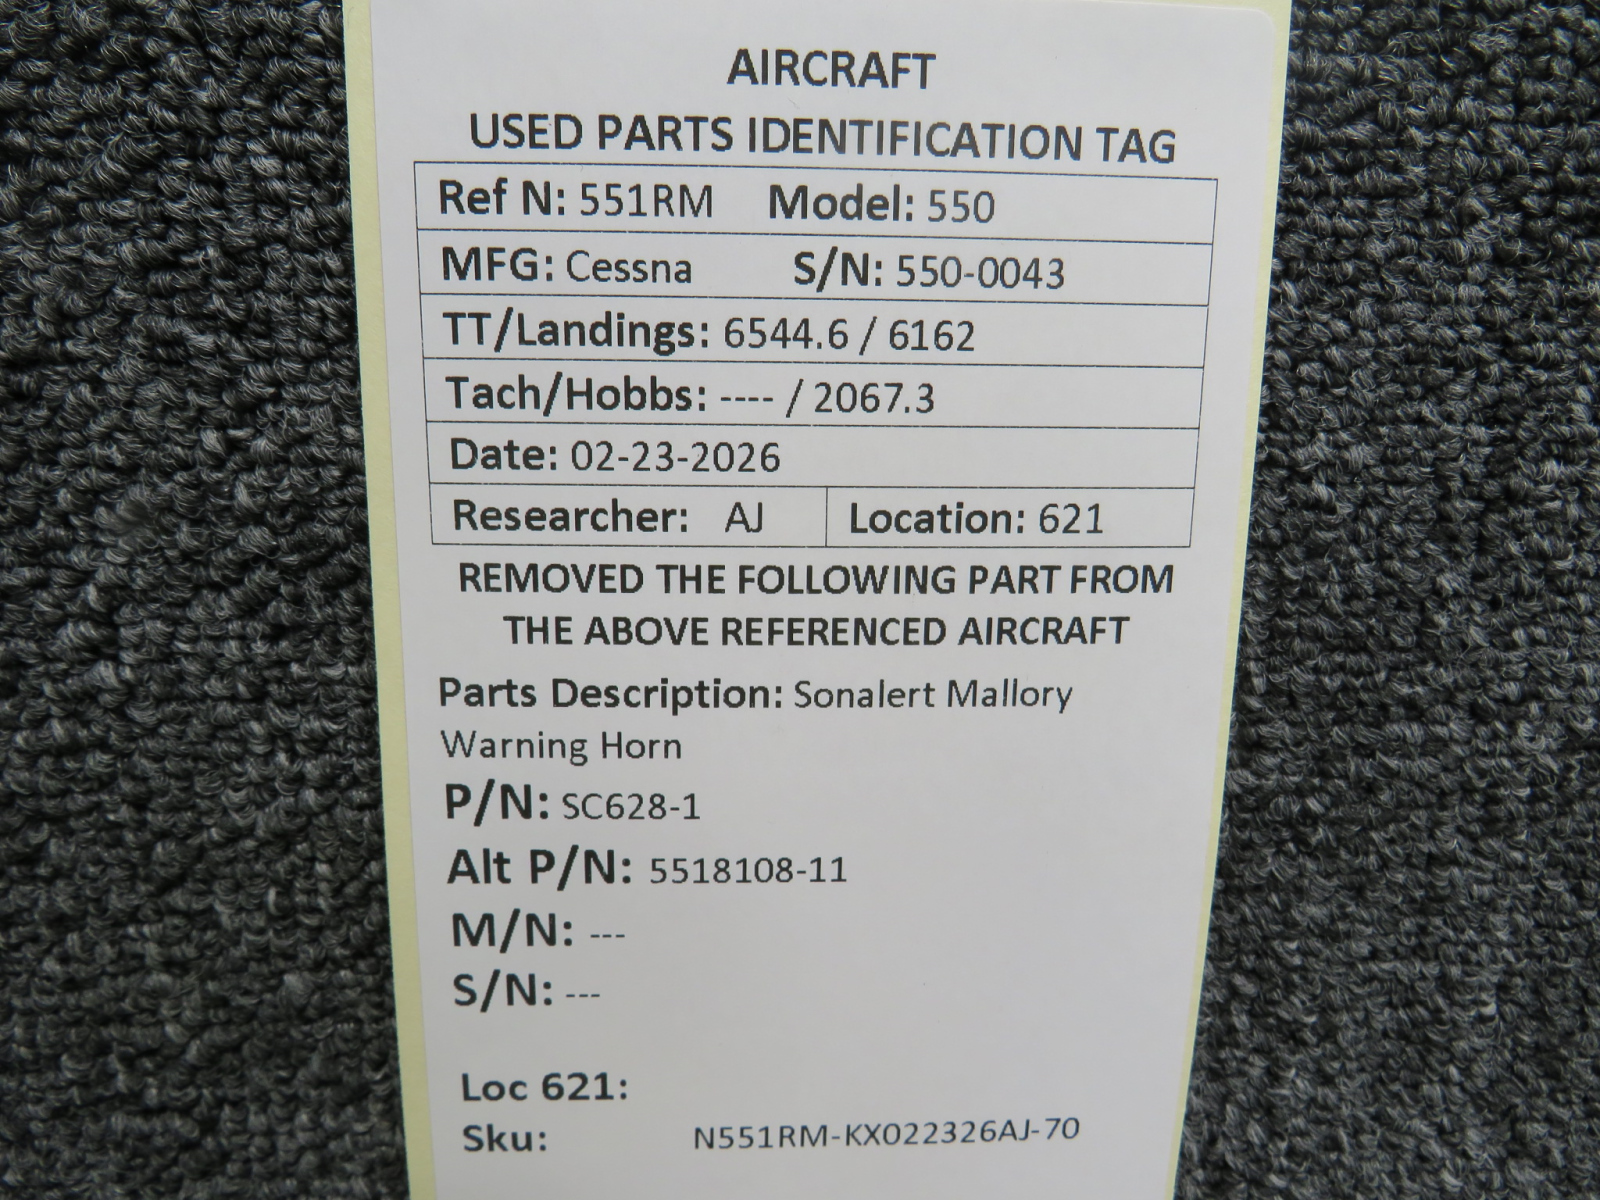 AIRCRAFT
USED PARTS IDENTIFICATION TAG
Ref N: 551RM Model: 550
MFG: Cessna S/N: 550-0043
TT/Landings: 6544.6 / 6162
Tach/Hobbs: ---- / 2067.3
Date: 02-23-2026
Researcher: AJ Location: 621
REMOVED THE FOLLOWING PART FROM
THE ABOVE REFERENCED AIRCRAFT
Parts Description: Sonalert Mallory
Warning Horn
P/N: SC628-1
Alt P/N: 5518108-11
M/N: ---
S/N: ---
Loc 621:
Sku: N551RM-KX022326AJ-70